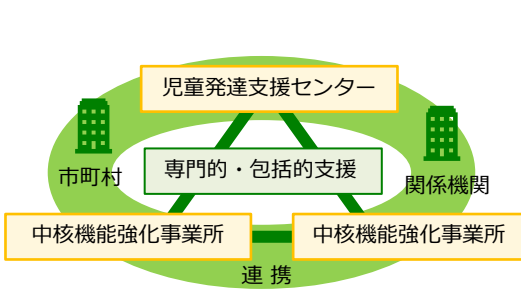 児童発達支援センター
専門的・包括的支援
市町村
関係機関
中核機能強化事業所
中核機能強化事業所
連 携